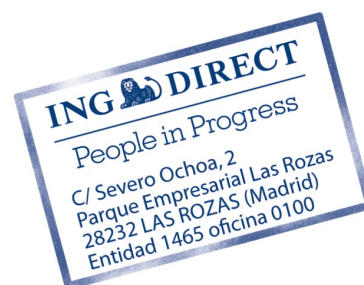 ING DIRECT
People in Progress
C/ Severo Ochoa, 2
Parque Empresarial Las Rozas
28232 LAS ROZAS (Madrid)
Entidad 1465 oficina 0100